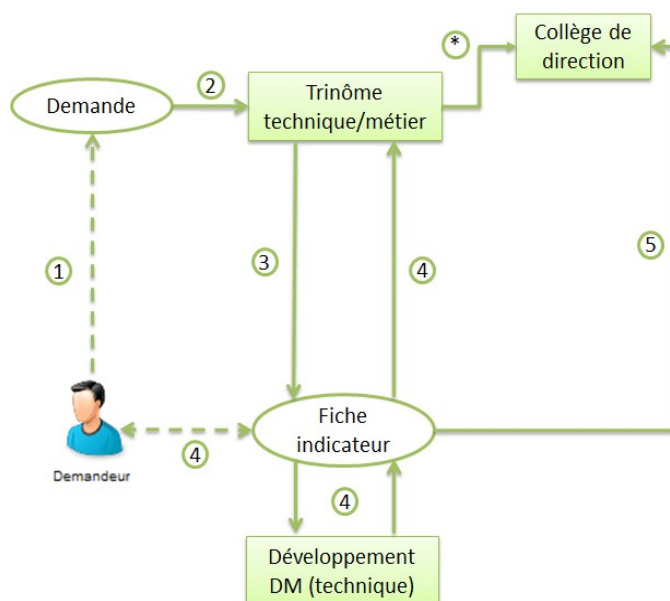 *
Collège de
direction
2
Demande
Trinôme
technique/métier
1
3
4
5
Demandeur
4
Fiche
indicateur
4
Développement
DM (technique)